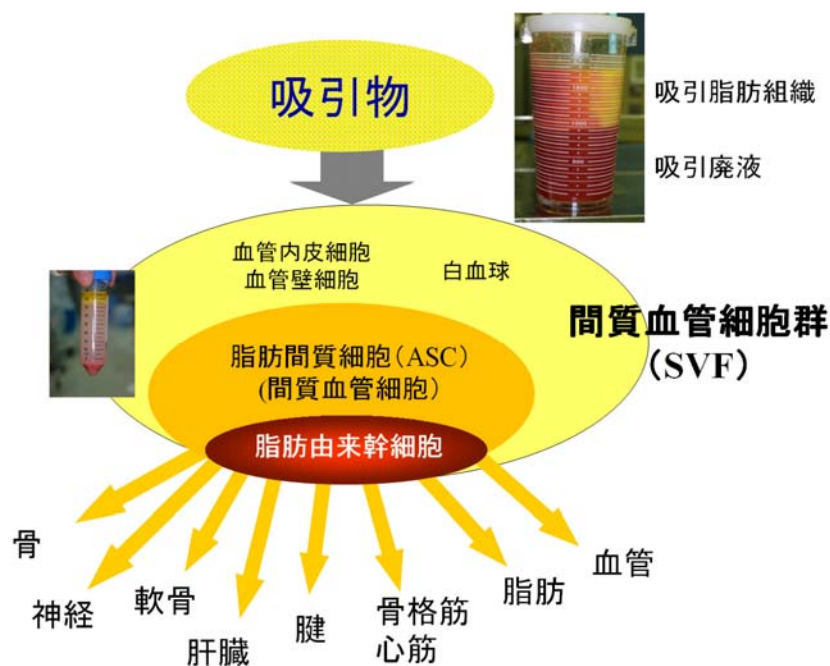 吸引物
吸引脂肪組織
吸引廃液
血管内皮細胞
血管壁細胞
白血球
間質血管細胞群
（SVF）
脂肪間質細胞（ASC）
(間質血管細胞）
脂肪由来幹細胞
骨
神経
軟骨
肝臓
腱
骨格筋
心筋
脂肪
血管